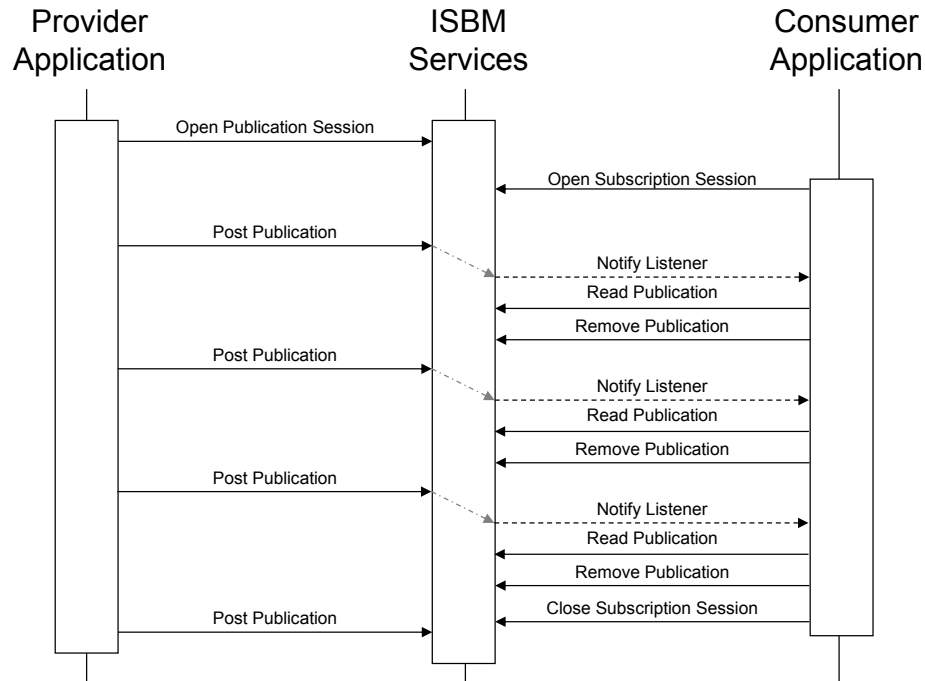 Provider
Application
ISBM
Services
Consumer
Application
Open Publication Session
Open Subscription Session
Post Publication
Notify Listener
Read Publication
Remove Publication
Post Publication
Notify Listener
Read Publication
Remove Publication
Post Publication
Notify Listener
Read Publication
Remove Publication
Close Subscription Session
Post Publication